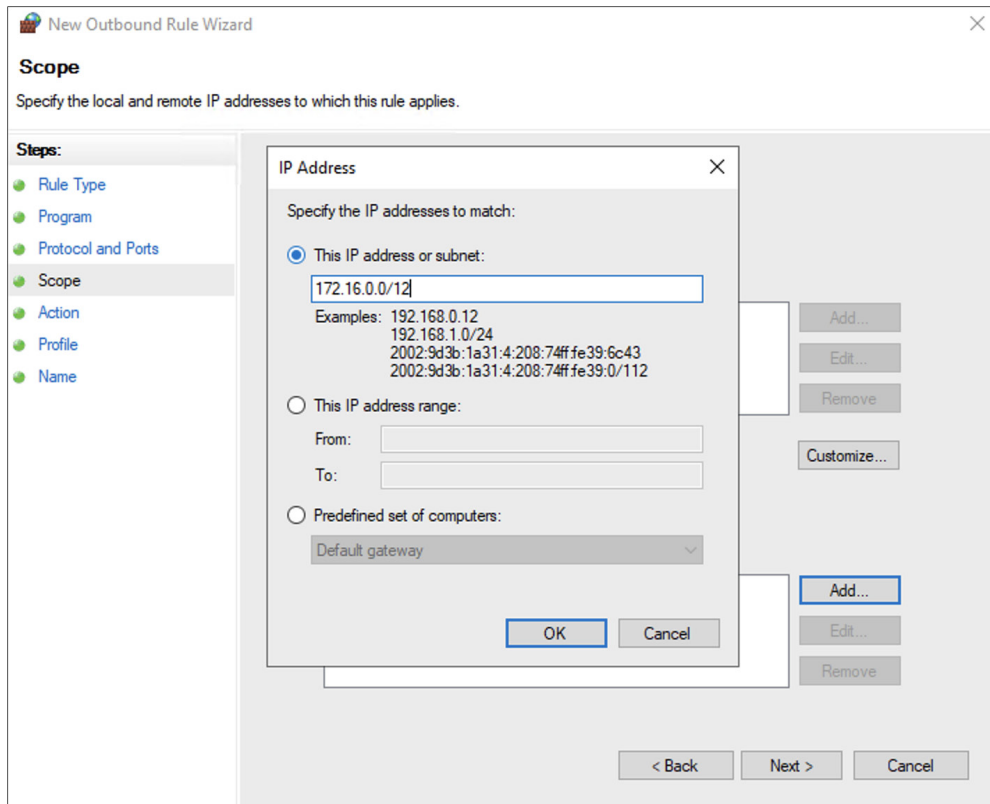 New Outbound Rule Wizard
Scope
Specify the local and remote IP addresses to which this rule applies.
Steps:
Rule Type
Program
Protocol and Ports
Scope
Action
Profile
Name
IP Address
Specify the IP addresses to match:
This IP address or subnet:
172.16.0.0/12
Examples: 192.168.0.12
192.168.1.0/24
2002:9d3b:1a31:4:208:74ff:fe39:6c43
2002:9d3b:1a31:4:208:74ff:fe39:0/112
This IP address range:
From:
To:
Predefined set of computers:
Default gateway
OK Cancel
Add...
Edit...
Remove
Customize...
Add...
Edit...
Remove
< Back Next > Cancel